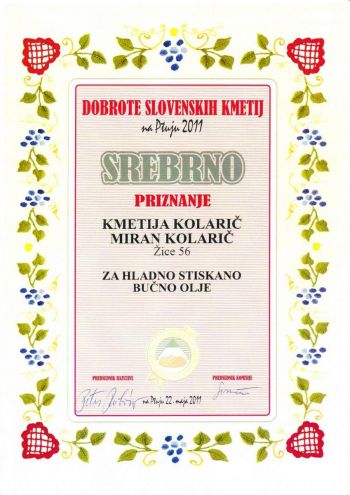 DOBROTE SLOVENSKIH KMETIJ
na Ptuju 2011
SREBRNO
PRIZNANJE
KMETIJA KOLARIČ
MIRAN KOLARIČ
Žice 56
ZA HLADNO STISKANO
BUČNO OLJE
PREDSEDNIK KOMISIJE
na Ptuju 22. maja 2011